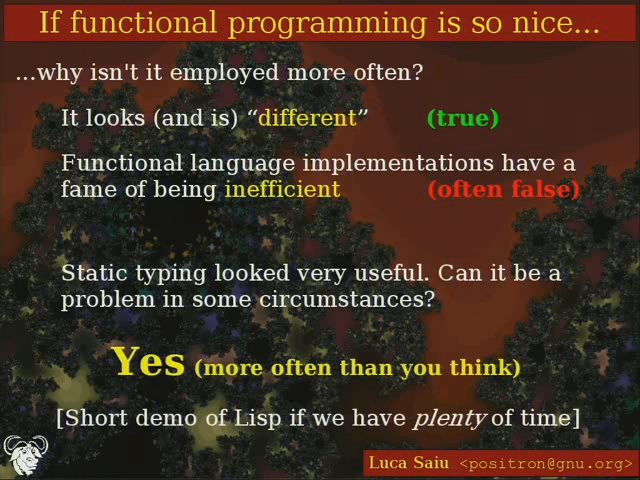 If functional programming is so nice...
...why isn't it employed more often?
It looks (and is) “different” (true)
Functional language implementations have a
fame of being inefficient (often false)
Static typing looked very useful. Can it be a
problem in some circumstances?
Yes (more often than you think)
[Short demo of Lisp if we have plenty of time]
Luca Saiu <positron@gnu.org>